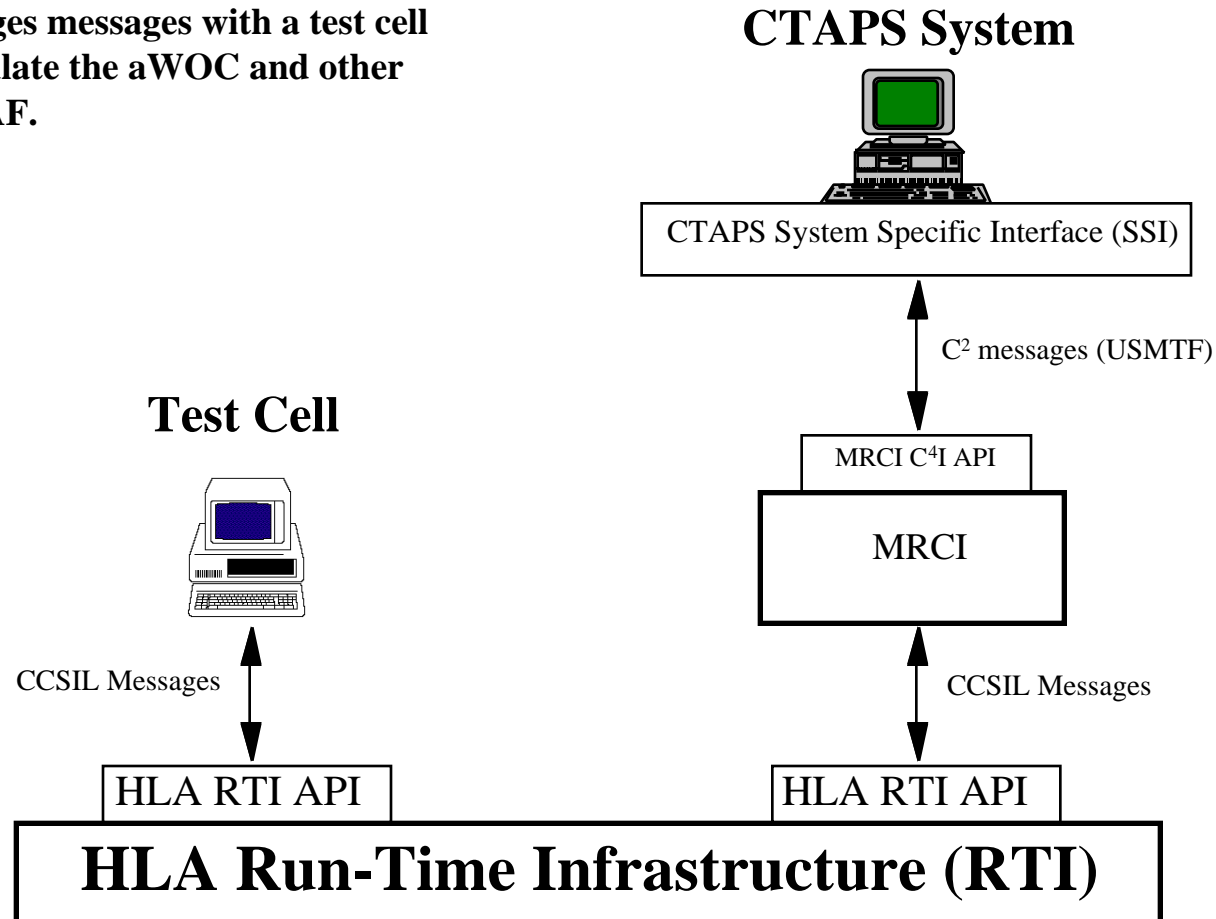 ges messages with a test cell
late the aWOC and other
F.
CTAPS System
CTAPS System Specific Interface (SSI)
C² messages (USMTF)
Test Cell
MRCI C⁴I API
MRCI
CCSIL Messages
CCSIL Messages
HLA RTI API
HLA RTI API
HLA Run-Time Infrastructure (RTI)